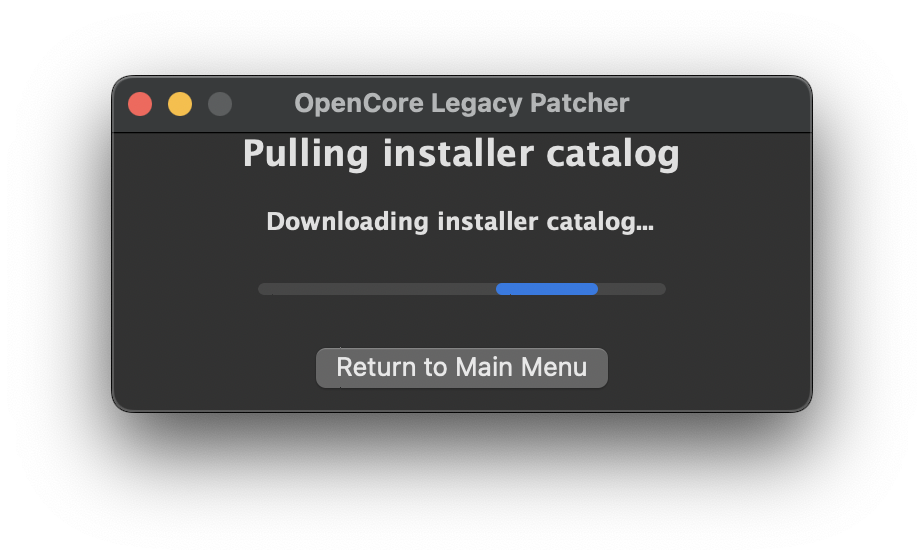 OpenCore Legacy Patcher
Pulling installer catalog
Downloading installer catalog...
Return to Main Menu